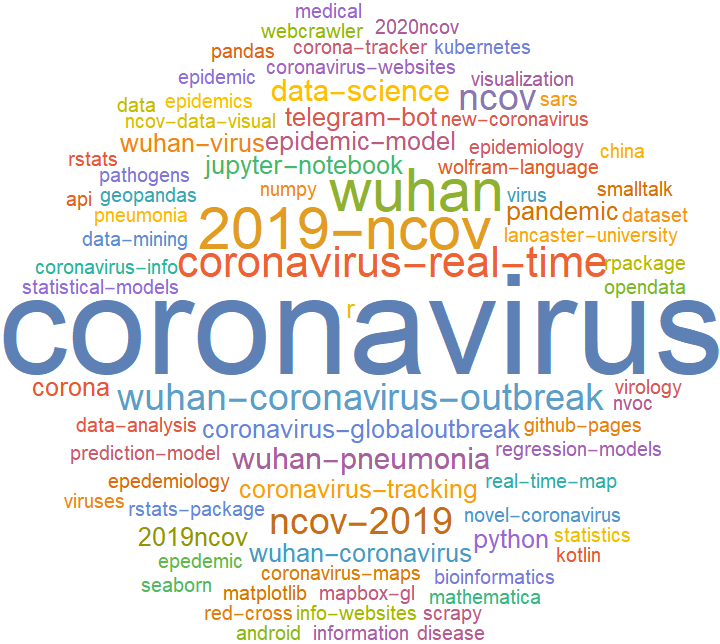 medical
webcrawler 2020ncov
pandas corona-tracker kubernetes
epidemic coronavirus-websites visualization
data-science ncov sars
data epidemics
ncov-data-visual telegram-bot new-coronavirus
wuhan-virus epidemic-model epidemiology china
rstats jupyter-notebook wolfram-language
pathogens numpy wuhan virus smalltalk
api geopandas
pneumonia 2019-ncov pandemic dataset
data-mining lancaster-university
coronavirus-info coronavirus-real-time rpackage
statistical-models opendata
r
coronavirus
corona wuhan-coronavirus-outbreak virology
nvoc
data-analysis coronavirus-globaloutbreak github-pages
prediction-model wuhan-pneumonia regression-models
epedemiology coronavirus-tracking real-time-map
viruses rstats-package ncov-2019 novel-coronavirus
2019ncov python statistics
epedemic wuhan-coronavirus kotlin
seaborn coronavirus-maps bioinformatics
matplotlib mapbox-gl mathematica
red-cross info-websites scrapy
android information disease